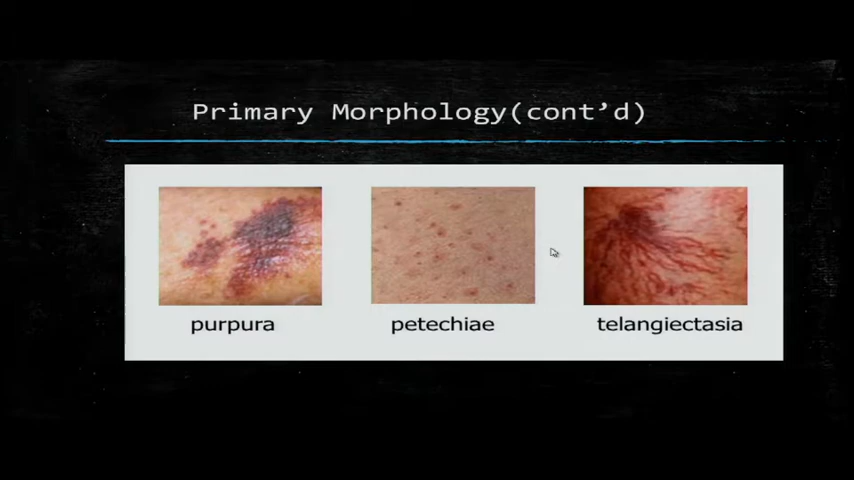 Primary Morphology(cont’d)
purpura
petechiae
telangiectasia